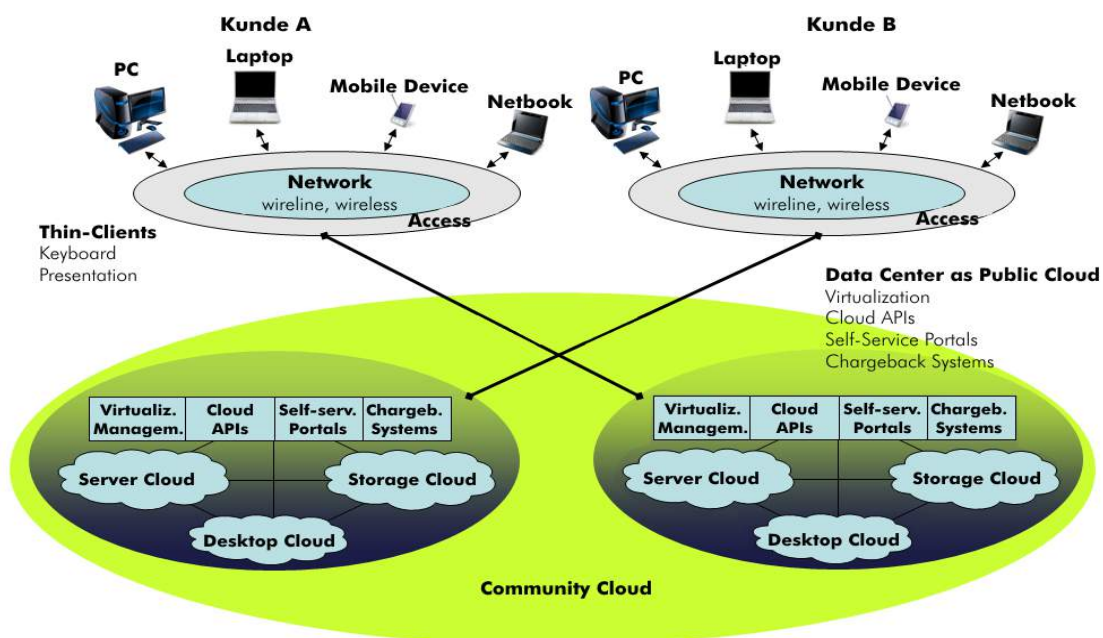 Kunde A
PC
Laptop
Mobile Device
Netbook
Network
wireline, wireless
Access
Thin-Clients
Keyboard
Presentation
Kunde B
PC
Laptop
Mobile Device
Netbook
Network
wireline, wireless
Access
Data Center as Public Cloud
Virtualization
Cloud APIs
Self-Service Portals
Chargeback Systems
Virtualiz.
Managem.
Cloud
APIs
Self-serv.
Portals
Chargeb.
Systems
Server Cloud
Storage Cloud
Desktop Cloud
Virtualiz.
Managem.
Cloud
APIs
Self-serv.
Portals
Chargeb.
Systems
Server Cloud
Storage Cloud
Desktop Cloud
Community Cloud